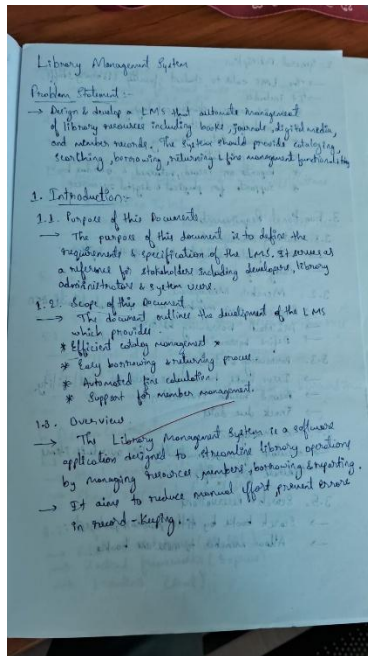 Library Management System
Problem Statement :-
→ Design & develop a LMS that automate management
of library resources including books, journals, digital media,
and member records. The system should provide cataloging,
searching, borrowing, returning & fine management functionalities
1. Introduction:-
1.1. Purpose of this Documents.
→ The purpose of this document is to define the
requirements & specification of the LMS. It serves as
a reference for stakeholders including developers, library
administrators & system users.
1.2. Scope of this Document
→ The document outlines the development of the LMS
which provides.
* Efficient catalog management *
* Easy borrowing & returning process.
* Automated fine calculation.
* Support for member management.
1.3. Overview.
→ The Library Management System is a software
application designed to streamline library operations
by managing resources, members, borrowing & reporting.
→ It aims to reduce manual effort, prevent errors
in record-keeping.